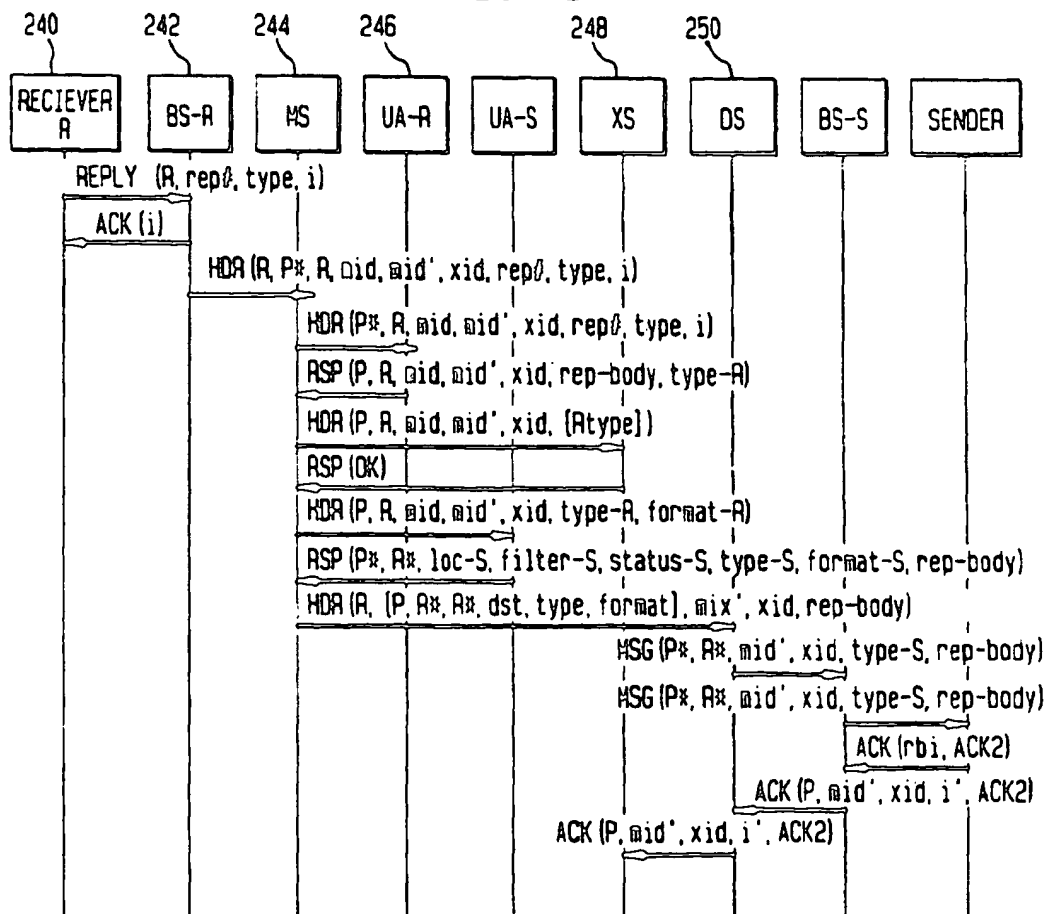 240 242 244 246 248 250
RECIEVER R
BS-R
MS
UA-R
UA-S
XS
DS
BS-S
SENDER
REPLY (R, rep#, type, i)
ACK (i)
HDR (R, P*, R, mid, mid', xid, rep#, type, i)
HDR (P*, R, mid, mid', xid, rep#, type, i)
RSP (P, R, mid, mid', xid, rep-body, type-R)
HDR (P, R, mid, mid', xid, [Rtype])
RSP (OK)
HDR (P, R, mid, mid', xid, type-R, format-R)
RSP (P*, R*, loc-S, filter-S, status-S, type-S, format-S, rep-body)
HDR (R, [P, R*, R*, dst, type, format], mix', xid, rep-body)
MSG (P*, R*, mid', xid, type-S, rep-body)
MSG (P*, R*, mid', xid, type-S, rep-body)
ACK (rbi, ACK2)
ACK (P, mid', xid, i', ACK2)
ACK (P, mid', xid, i', ACK2)